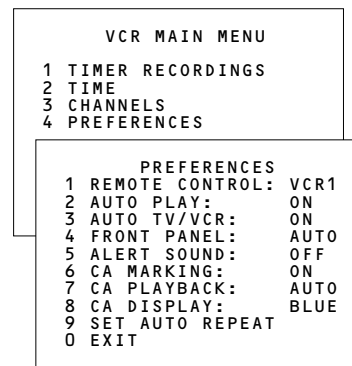 VCR MAIN MENU
1 TIMER RECORDINGS
2 TIME
3 CHANNELS
4 PREFERENCES
PREFERENCES
1 REMOTE CONTROL: VCR1
2 AUTO PLAY: ON
3 AUTO TV/VCR: ON
4 FRONT PANEL: AUTO
5 ALERT SOUND: OFF
6 CA MARKING: ON
7 CA PLAYBACK: AUTO
8 CA DISPLAY: BLUE
9 SET AUTO REPEAT
0 EXIT